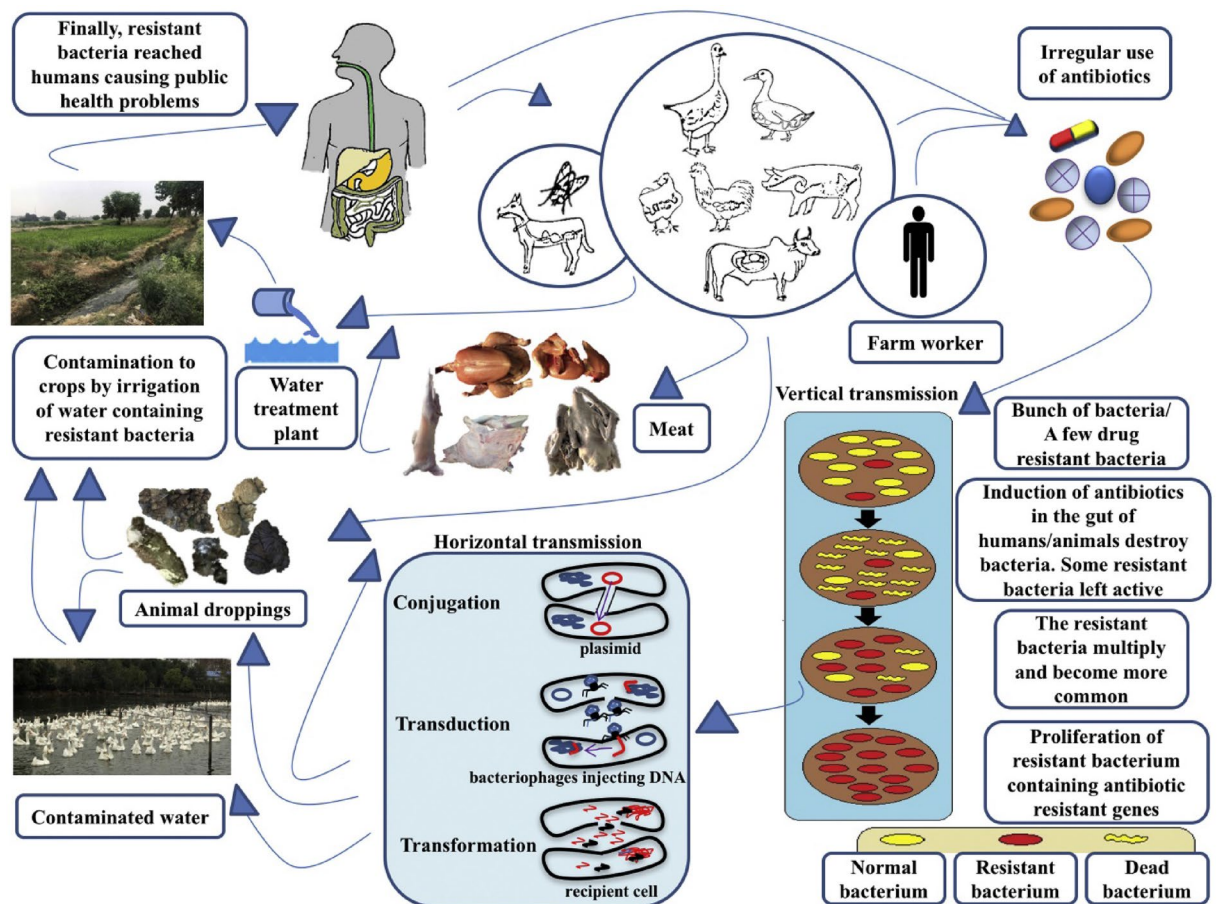 Finally, resistant
bacteria reached
humans causing public
health problems
Irregular use
of antibiotics
Farm worker
Contamination to
crops by irrigation
of water containing
resistant bacteria
Water
treatment
plant
Meat
Vertical transmission
Bunch of bacteria/
A few drug
resistant bacteria
Induction of antibiotics
in the gut of
humans/animals destroy
bacteria. Some resistant
bacteria left active
The resistant
bacteria multiply
and become more
common
Proliferation of
resistant bacterium
containing antibiotic
resistant genes
Animal droppings
Horizontal transmission
Conjugation
plasimid
Transduction
bacteriophages injecting DNA
Transformation
recipient cell
Contaminated water
Normal
bacterium
Resistant
bacterium
Dead
bacterium